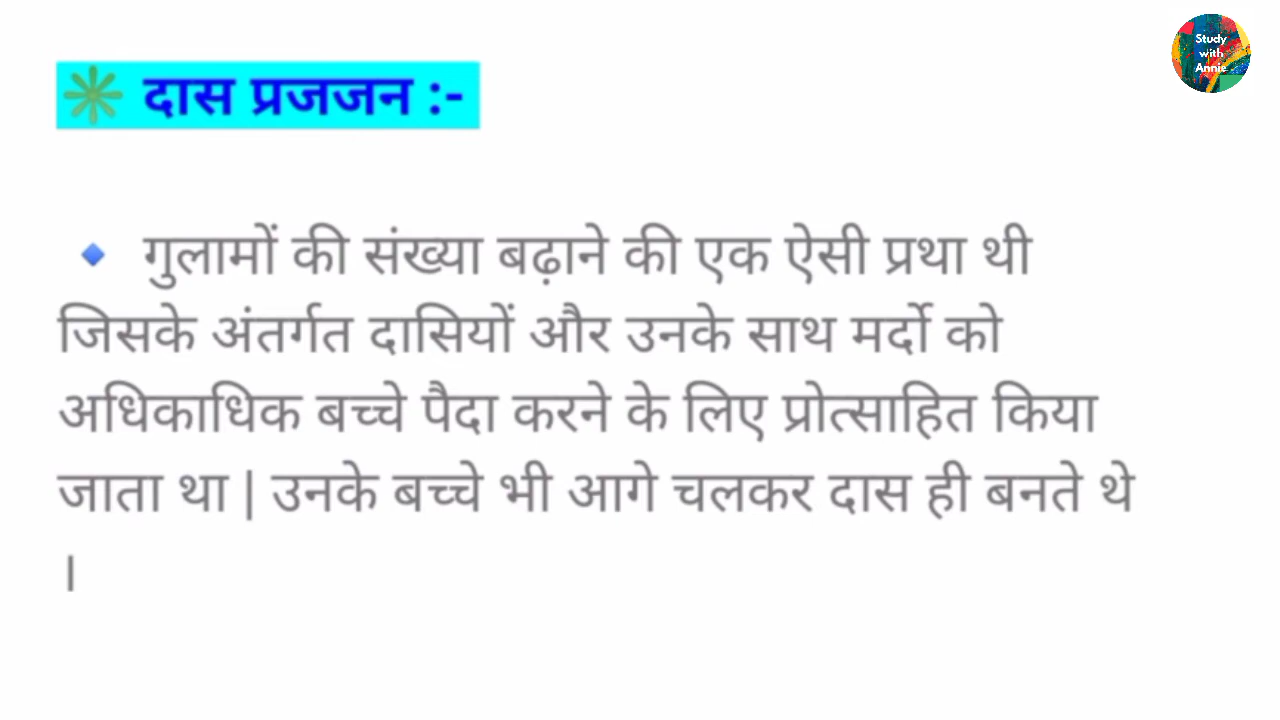 Study
with
Annie
दास प्रजजन :-
गुलामों की संख्या बढ़ाने की एक ऐसी प्रथा थी
जिसके अंतर्गत दासियों और उनके साथ मर्दो को
अधिकाधिक बच्चे पैदा करने के लिए प्रोत्साहित किया
जाता था | उनके बच्चे भी आगे चलकर दास ही बनते थे
|